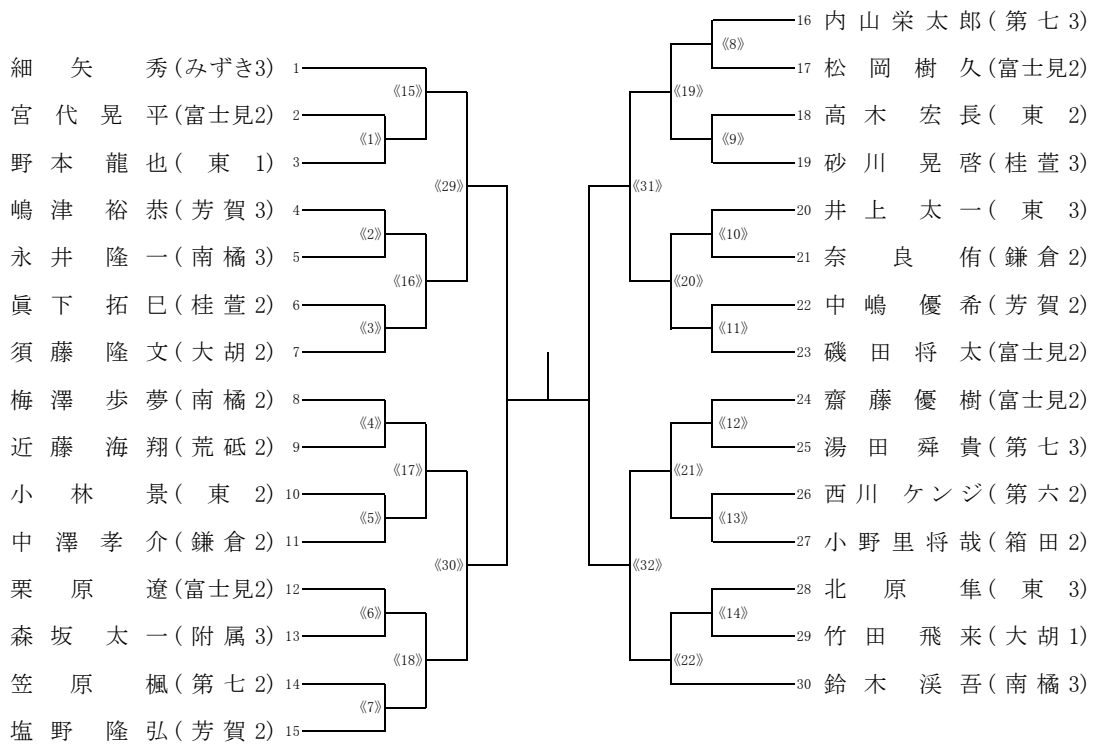 細矢秀(みずき3) 1
宮代晃平(富士見2) 2
野本龍也(東1) 3
嶋津裕恭(芳賀3) 4
永井隆一(南橘3) 5
眞下拓巳(桂萱2) 6
須藤隆文(大胡2) 7
梅澤歩夢(南橘2) 8
近藤海翔(荒砥2) 9
小林景(東2) 10
中澤孝介(鎌倉2) 11
栗原遼(富士見2) 12
森坂太一(附属3) 13
笠原楓(第七2) 14
塩野隆弘(芳賀2) 15
《15》
《1》
《29》
《2》
《16》
《3》
《4》
《17》
《5》
《30》
《6》
《18》
《7》
16 内山栄太郎(第七3)
17 松岡樹久(富士見2)
18 高木宏長(東2)
19 砂川晃啓(桂萱3)
20 井上太一(東3)
21 奈良侑(鎌倉2)
22 中嶋優希(芳賀2)
23 磯田将太(富士見2)
24 齋藤優樹(富士見2)
25 湯田舜貴(第七3)
26 西川ケンジ(第六2)
27 小野里将哉(箱田2)
28 北原隼(東3)
29 竹田飛来(大胡1)
30 鈴木渓吾(南橘3)
《8》
《19》
《9》
《31》
《10》
《20》
《11》
《12》
《21》
《13》
《32》
《14》
《22》